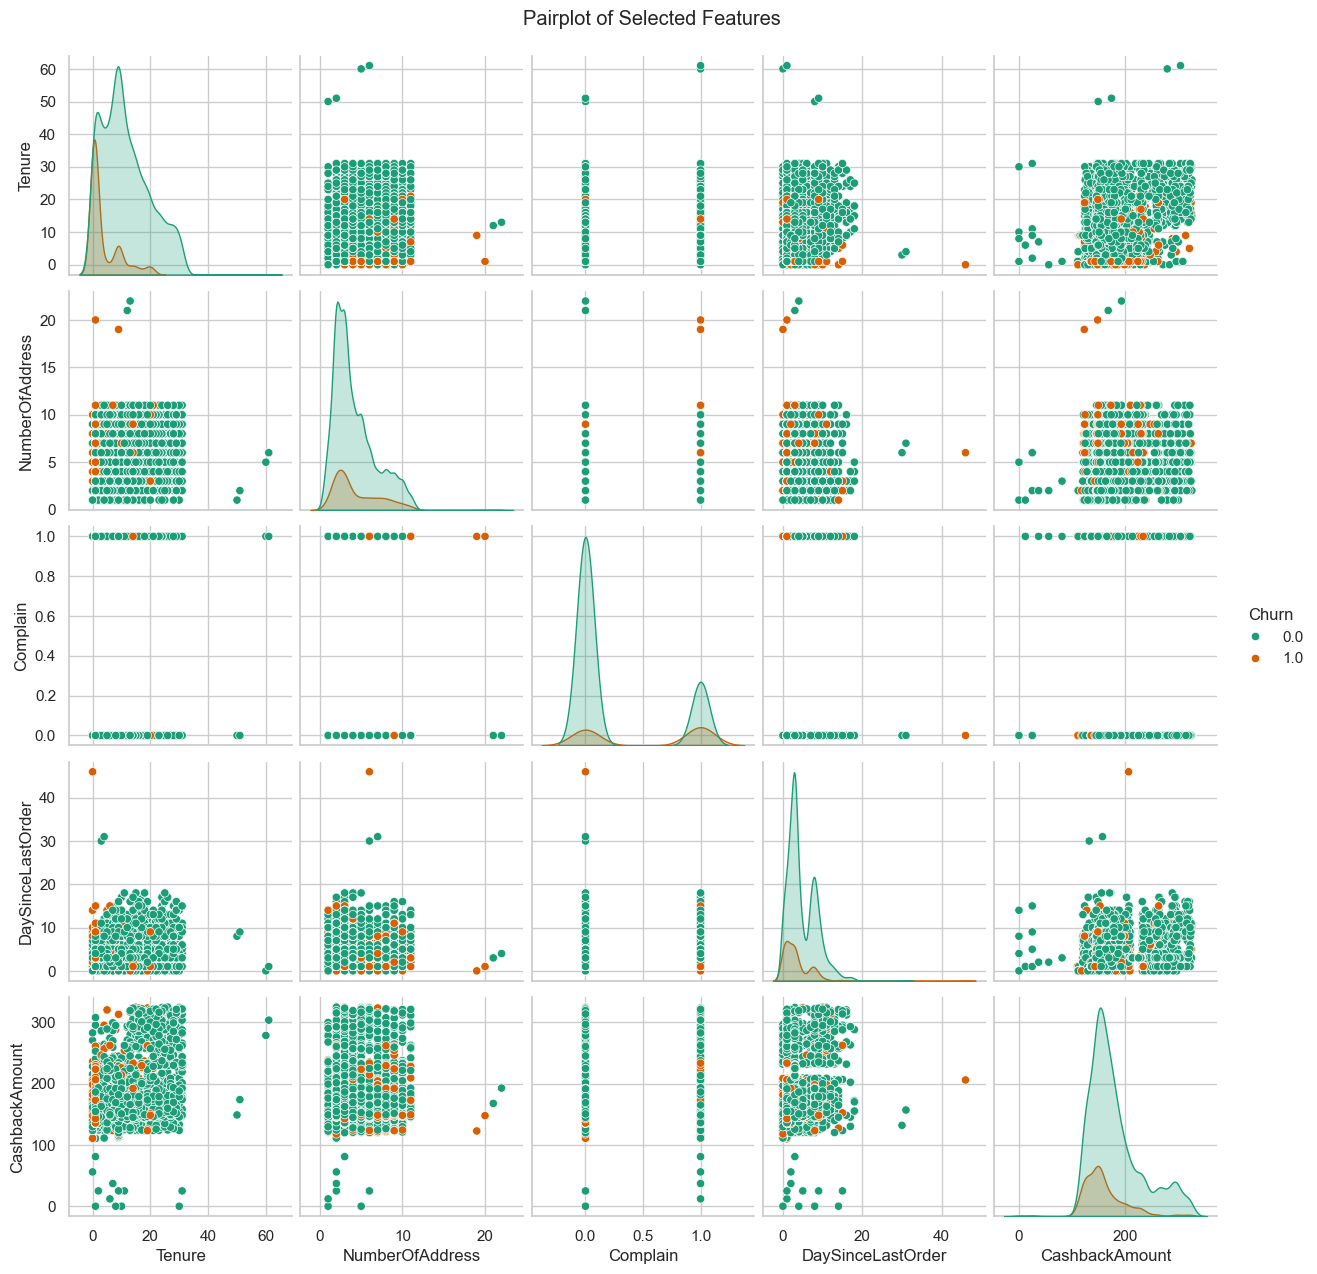 Pairplot of Selected Features
60
50
40
30
20
10
0
Tenure
20
15
10
5
0
NumberOfAddress
1.0
0.8
0.6
0.4
0.2
0.0
Complain
Churn
0.0
1.0
40
30
20
10
0
DaySinceLastOrder
300
200
100
0
CashbackAmount
0 20 40 60
0 10 20
0.0 0.5 1.0
0 20 40
0 200
Tenure
NumberOfAddress
Complain
DaySinceLastOrder
CashbackAmount